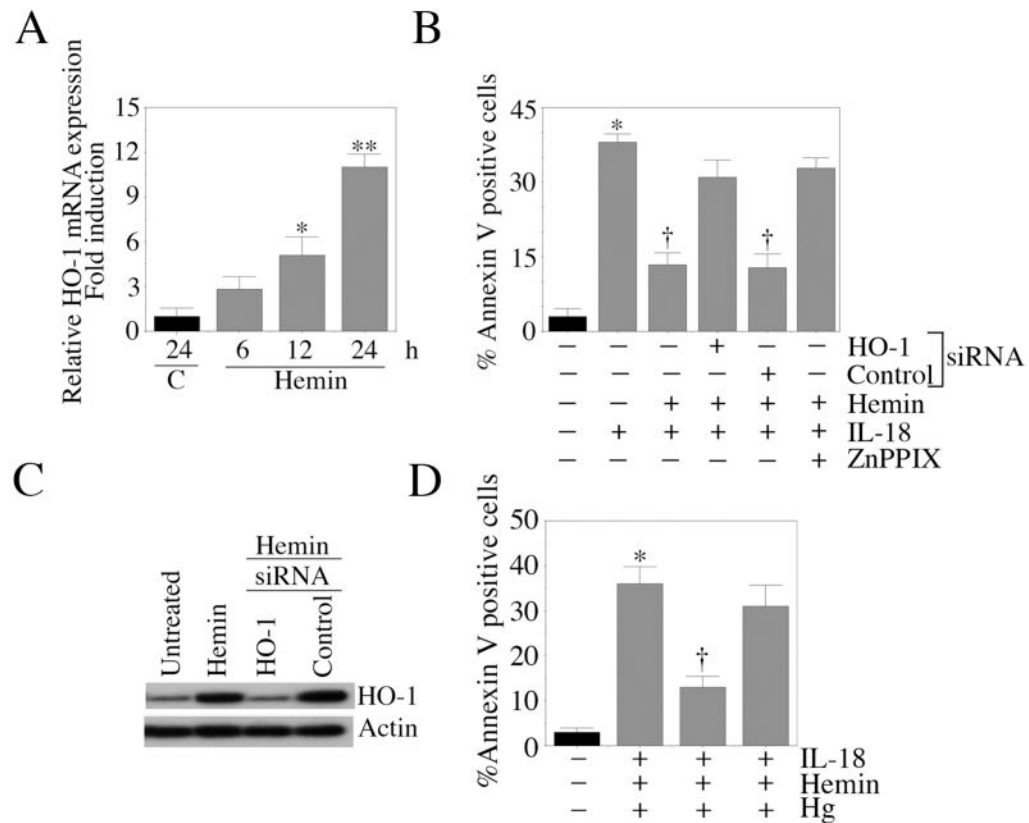 A
Relative HO-1 mRNA expression
Fold induction
15
12
9
6
3
0
*
**
24 6 12 24 h
C Hemin
B
% Annexin V positive cells
45
30
15
0
*
†
†
− − − + − − HO-1
− − − − + − Control
siRNA
− − + + + + Hemin
− + + + + + IL-18
− − − − − + ZnPPIX
C
Hemin
siRNA
Untreated
Hemin
HO-1
Control
HO-1
Actin
D
%Annexin V positive cells
50
40
30
20
10
0
*
†
− + + + IL-18
− + + + Hemin
− + + + Hg